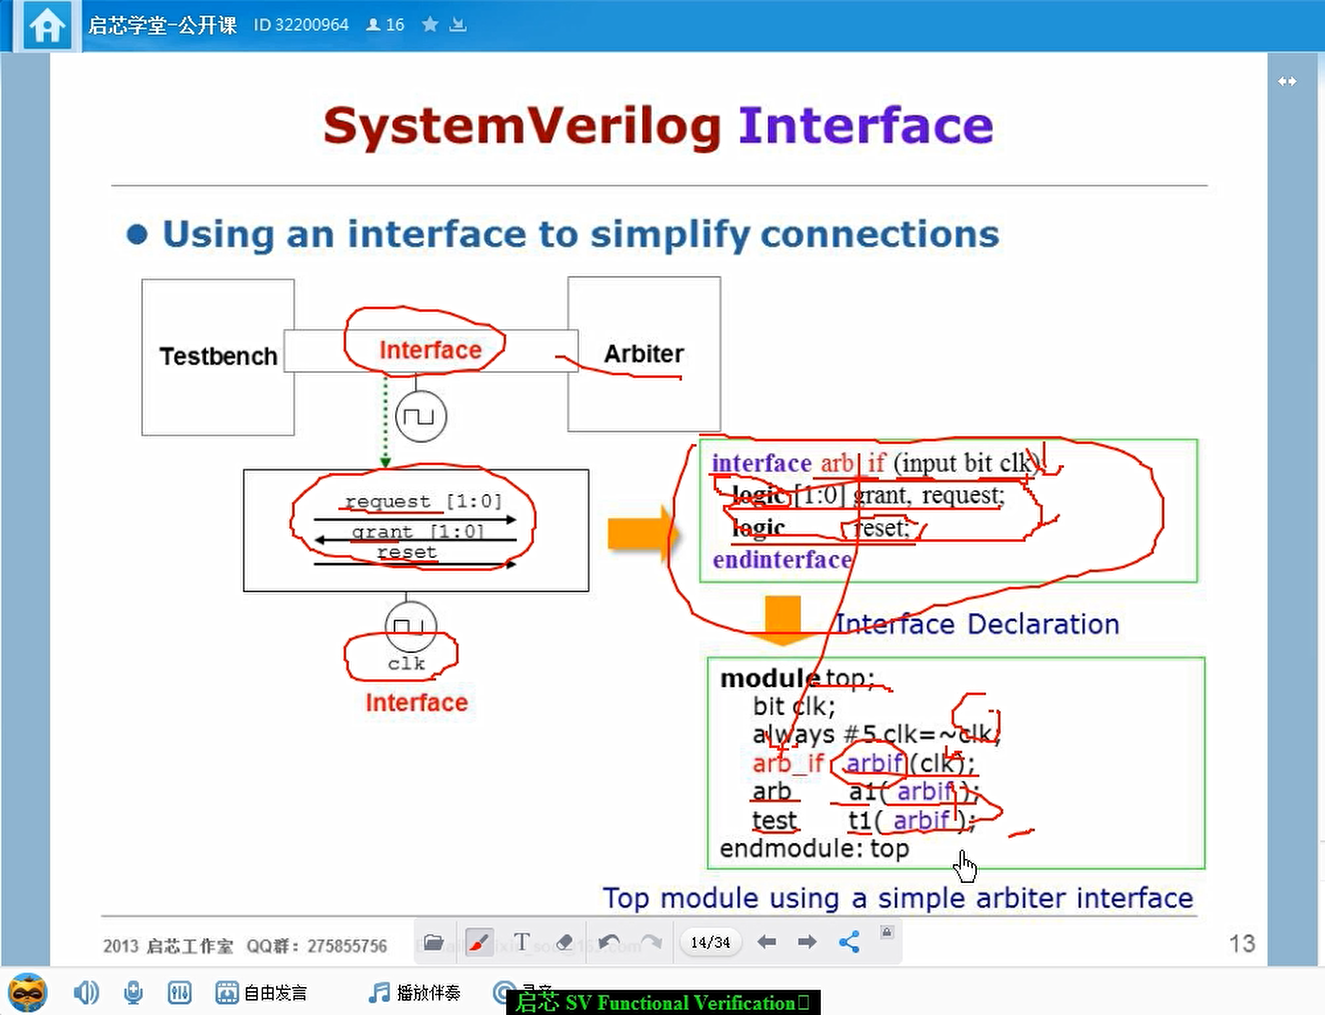 启芯学堂-公开课 ID 32200964 16
SystemVerilog Interface
Using an interface to simplify connections
Testbench
Interface
Arbiter
request [1:0]
grant [1:0]
reset
clk
Interface
interface arb_if (input bit clk);
logic [1:0] grant, request;
logic reset;
endinterface
Interface Declaration
module top;
bit clk;
always #5 clk=~clk;
arb_if arbif (clk);
arb a1( arbif );
test t1( arbif );
endmodule: top
Top module using a simple arbiter interface
2013 启芯工作室 QQ群：275855756
T
14/34
13
自由发言
播放伴奏
启芯 SV Functional Verification